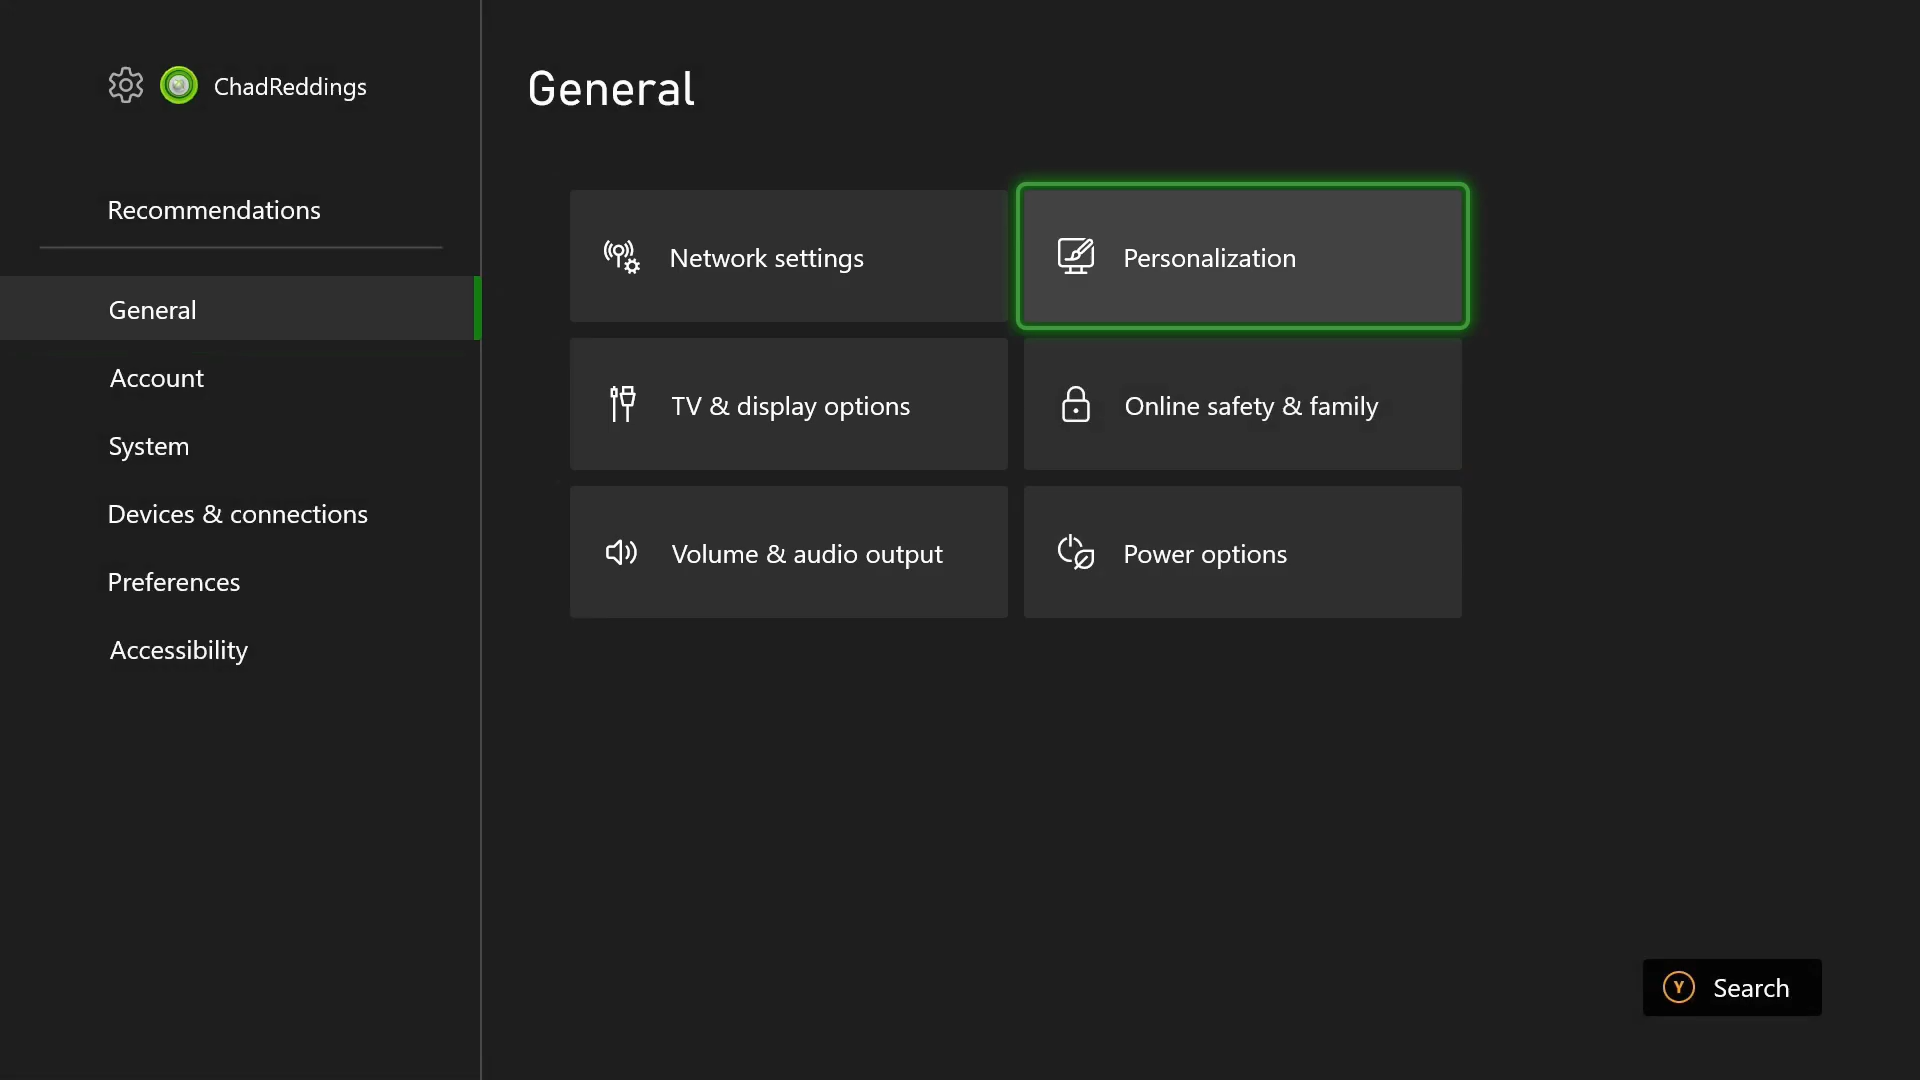 ChadReddings
Recommendations
General
Account
System
Devices & connections
Preferences
Accessibility
General
Network settings
Personalization
TV & display options
Online safety & family
Volume & audio output
Power options
Y Search